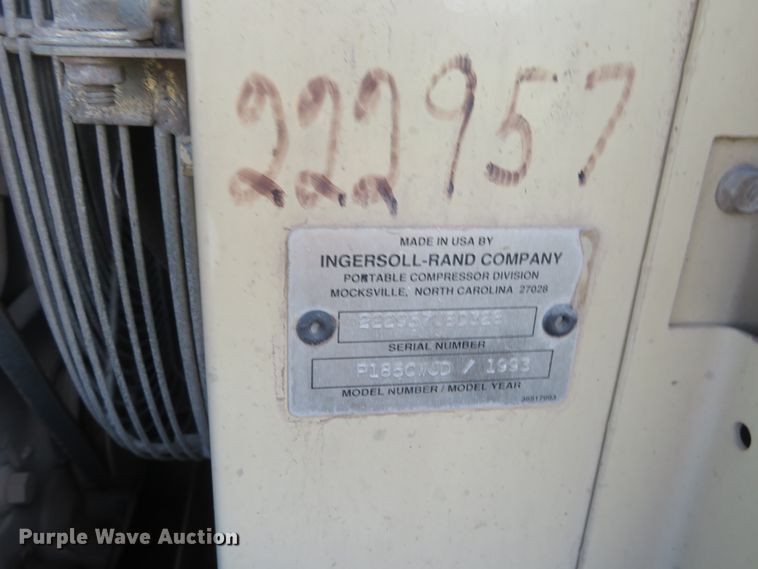 222957
MADE IN USA BY
INGERSOLL-RAND COMPANY
PORTABLE COMPRESSOR DIVISION
MOCKSVILLE, NORTH CAROLINA 27028
SERIAL NUMBER
P185CWJD / 1993
MODEL NUMBER / MODEL YEAR
Purple Wave Auction